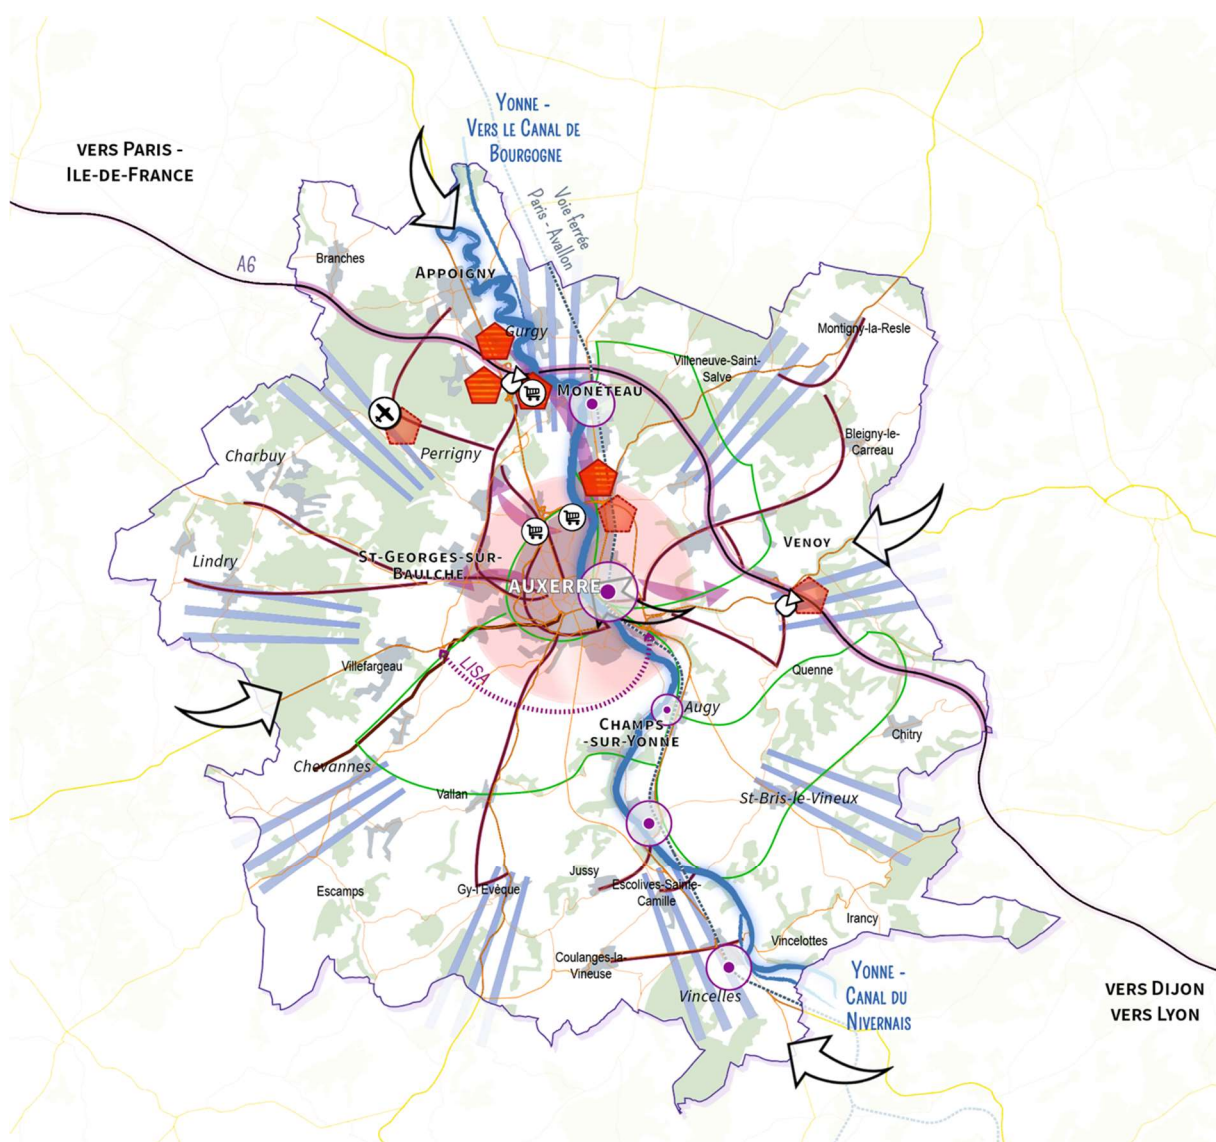 YONNE -
VERS LE CANAL DE
BOURGOGNE
VERS PARIS -
ILE-DE-FRANCE
Voie ferrée
Paris - Avallon
A6
Branches
APPOIGNY
Gurgy
Montigny-la-Resle
Villeneuve-Saint-
Salve
MONÉTEAU
Charbuy
Perrigny
Bleigny-le-
Carreau
Lindry
ST-GEORGES-SUR-
BAULCHE
AUXERRE
VENOY
Villefargeau
LISA
Quenne
Augy
CHAMPS
-SUR-YONNE
Chitry
Chevannes
Vallan
St-Bris-le-Vineux
Escamps
Gy-l'Evêque
Jussy
Escolives-Sainte-
Camille
Irancy
Coulanges-la-
Vineuse
Vincelottes
Vincelles
YONNE -
CANAL DU
NIVERNAIS
VERS DIJON
VERS LYON